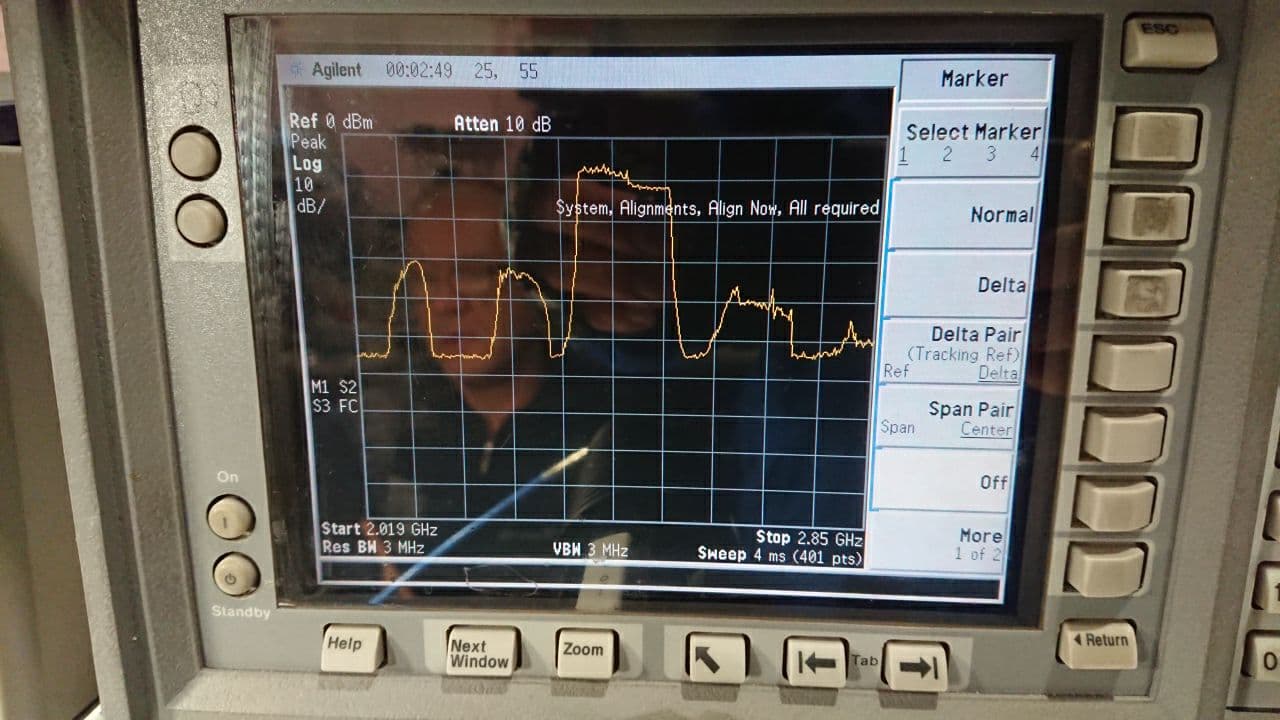 Agilent 00:02:49 25, 55
Ref 0 dBm Atten 10 dB
Peak
Log
10
dB/
System, Alignments, Align Now, All required
M1 S2
S3 FC
Start 2.019 GHz Stop 2.85 GHz
Res BW 3 MHz VBW 3 MHz Sweep 4 ms (401 pts)
Marker
Select Marker
1 2 3 4
Normal
Delta
Delta Pair
(Tracking Ref)
Ref Delta
Span Pair
Span Center
Off
More
1 of 2
ESC
On
Standby
Help
Next
Window
Zoom
Tab
Return